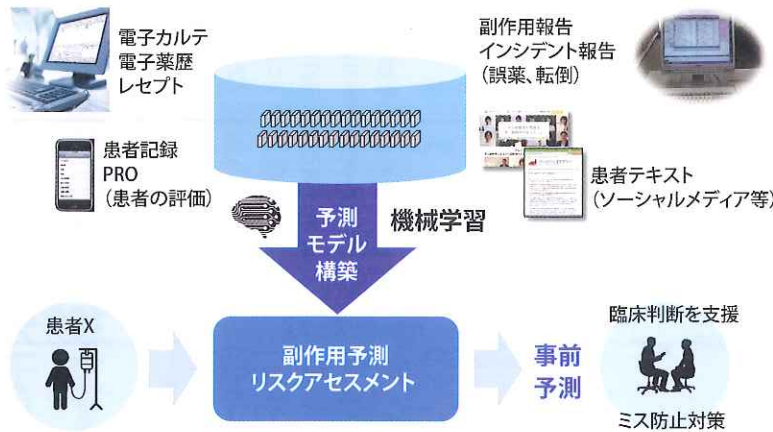 電子カルテ
電子薬歴
レセプト
副作用報告
インシデント報告
(誤薬、転倒)
患者記録
PRO
(患者の評価)
患者テキスト
(ソーシャルメディア等)
予測
モデル
構築
機械学習
患者X
副作用予測
リスクアセスメント
事前
予測
臨床判断を支援
ミス防止対策